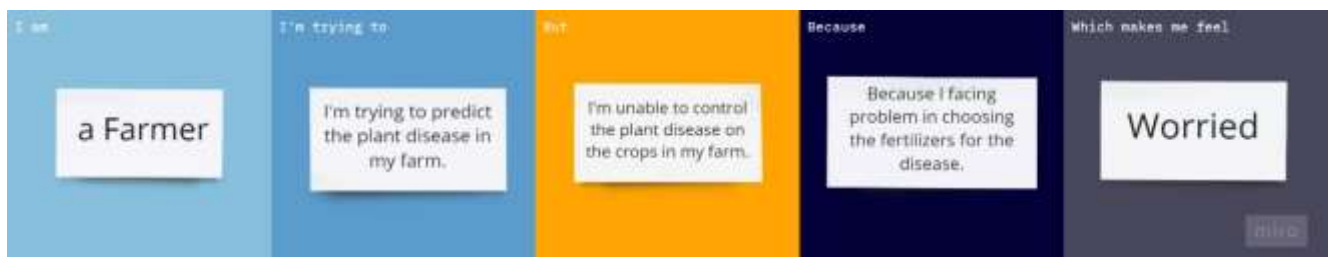 I am
a Farmer
I'm trying to
I'm trying to predict
the plant disease in
my farm.
But
I'm unable to control
the plant disease on
the crops in my farm.
Because
Because I facing
problem in choosing
the fertilizers for the
disease.
Which makes me feel
Worried
miro